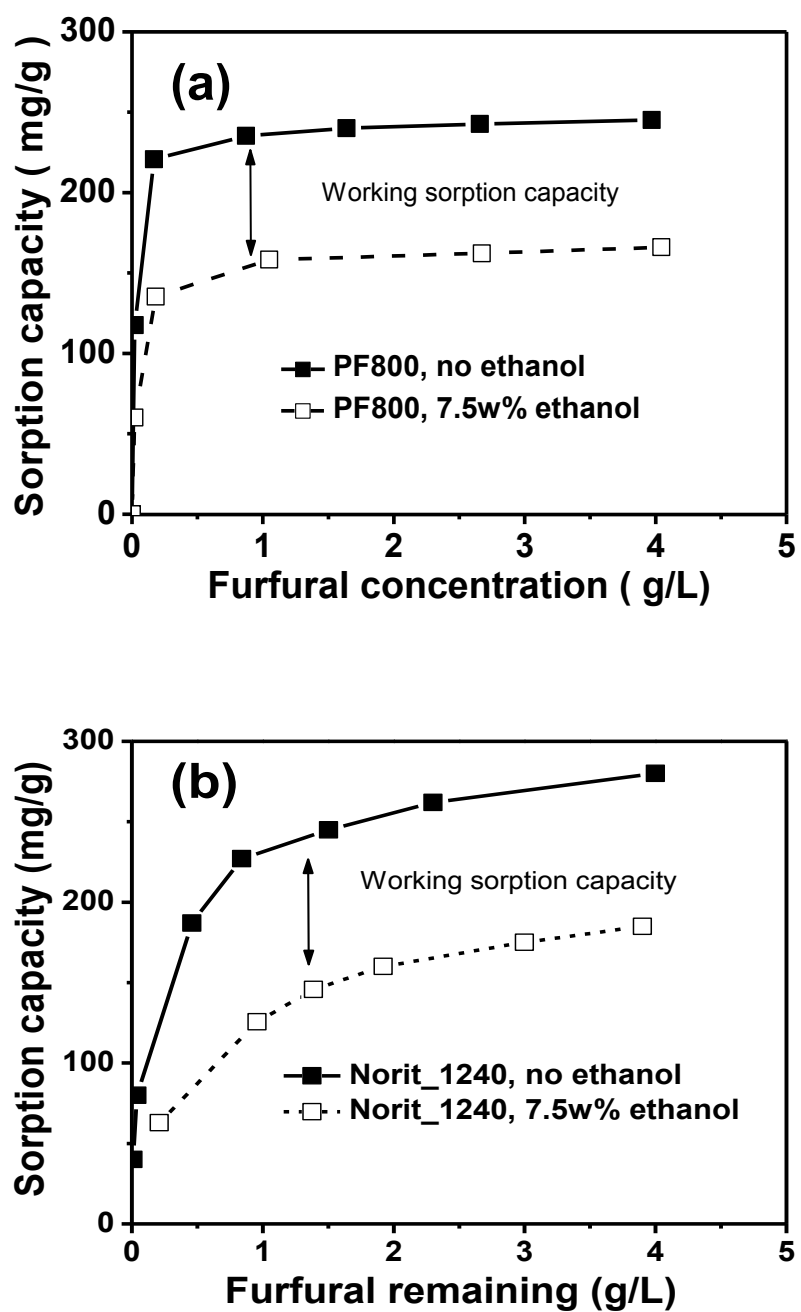 300
(a)
200
Working sorption capacity
100
PF800, no ethanol
PF800, 7.5w% ethanol
0
0 1 2 3 4 5
Sorption capacity ( mg/g )
Furfural concentration ( g/L)
300
(b)
200
Working sorption capacity
100
Norit_1240, no ethanol
Norit_1240, 7.5w% ethanol
0
0 1 2 3 4 5
Sorption capacity (mg/g)
Furfural remaining (g/L)